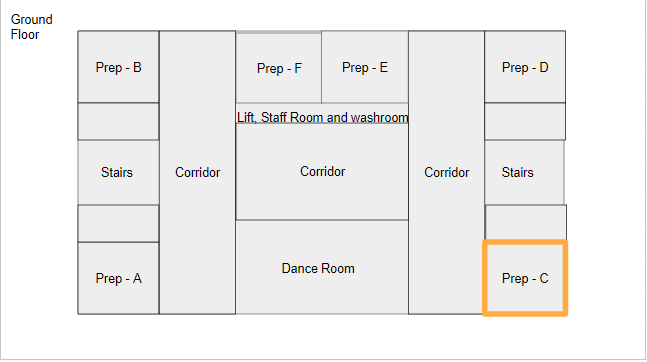 Ground
Floor
Prep - B
Prep - F
Prep - E
Prep - D
Lift, Staff Room and washroom
Stairs
Corridor
Corridor
Corridor
Stairs
Prep - A
Dance Room
Prep - C